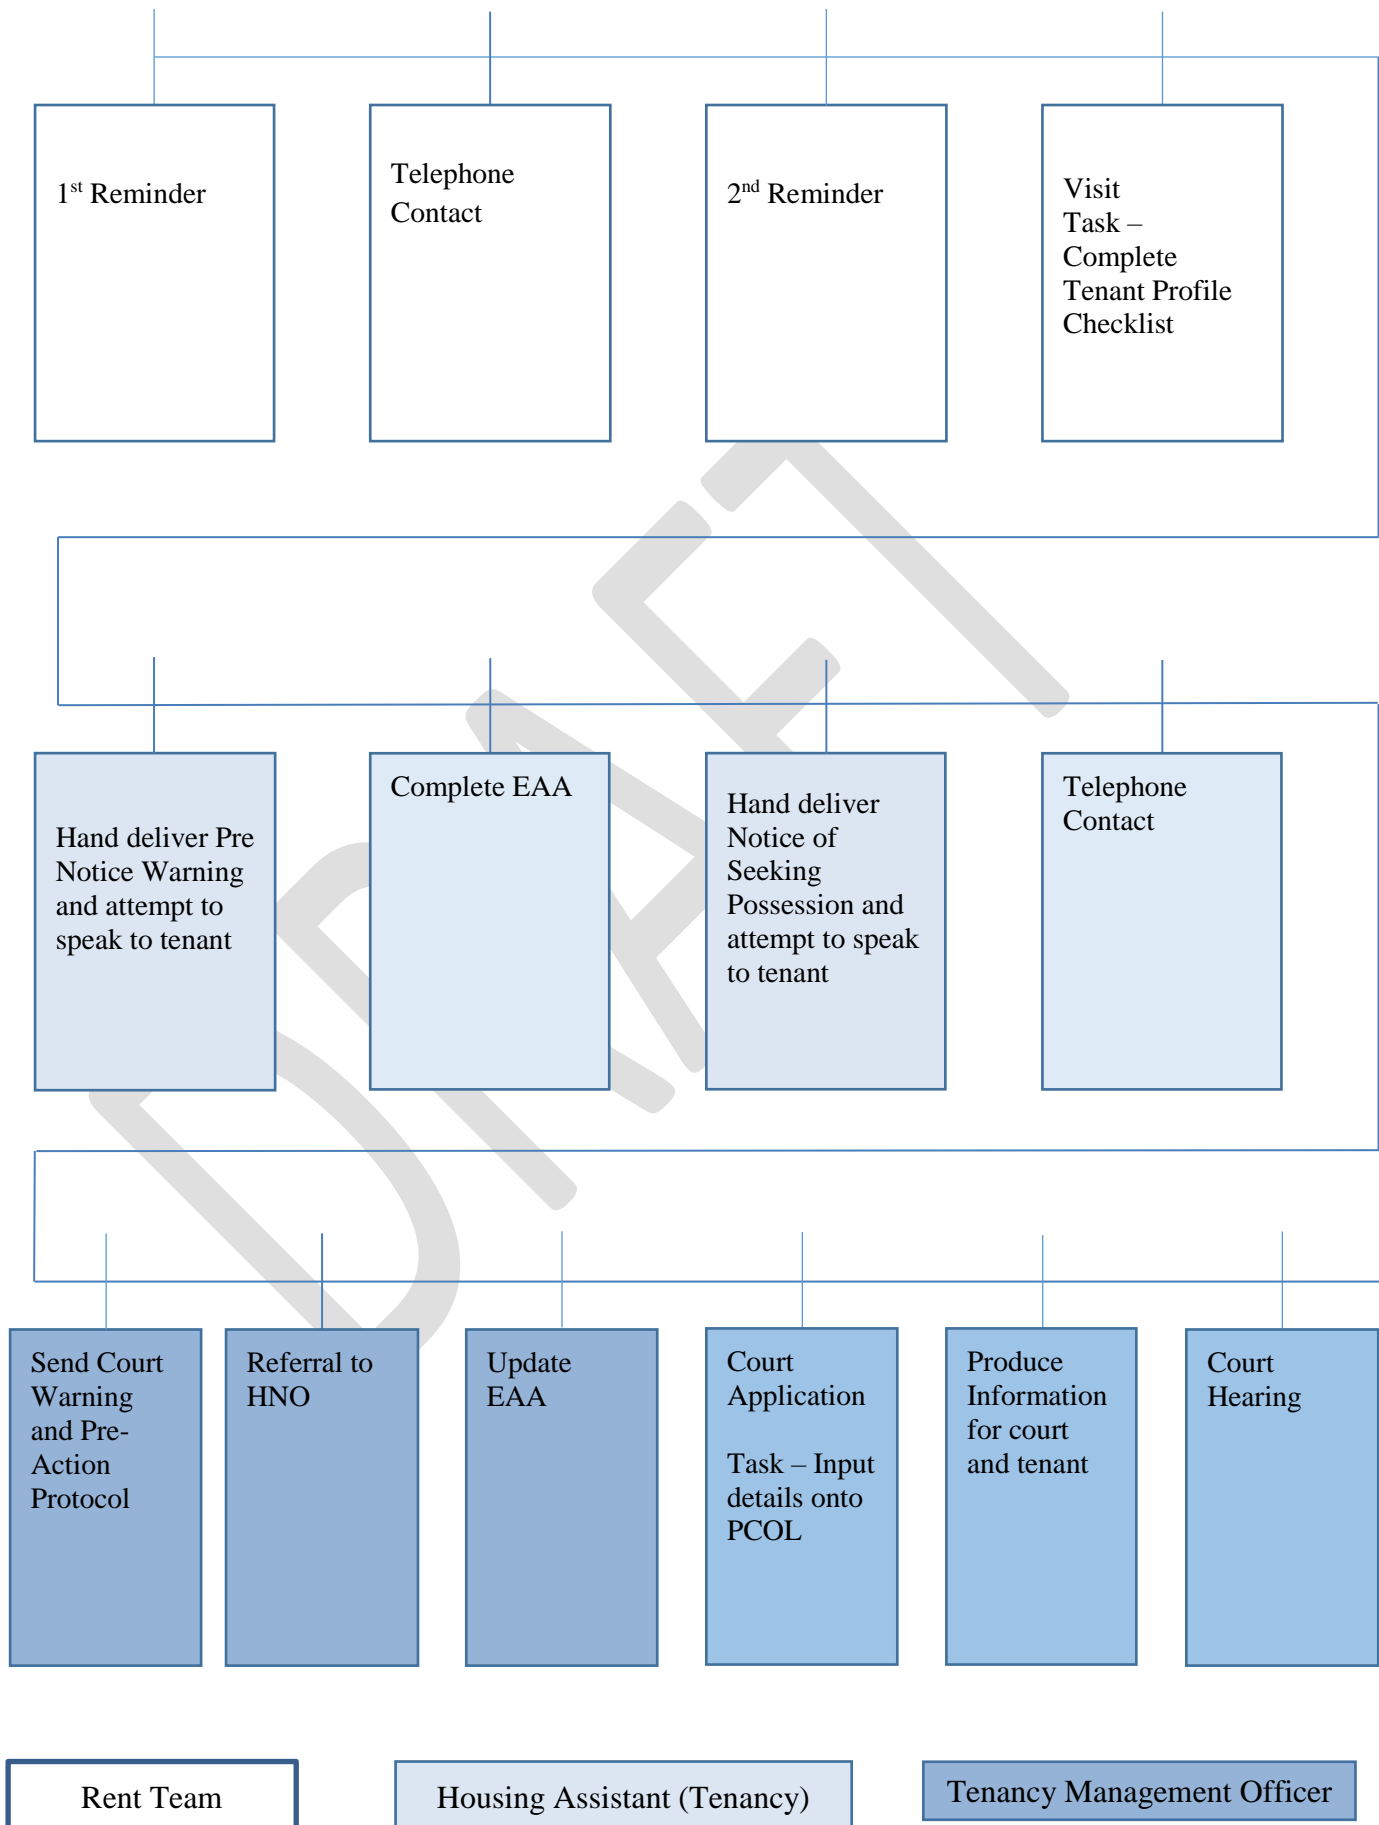 1st Reminder
Telephone
Contact
2nd Reminder
Visit
Task –
Complete
Tenant Profile
Checklist
Hand deliver Pre
Notice Warning
and attempt to
speak to tenant
Complete EAA
Hand deliver
Notice of
Seeking
Possession and
attempt to speak
to tenant
Telephone
Contact
Send Court
Warning
and Pre-
Action
Protocol
Referral to
HNO
Update
EAA
Court
Application
Task – Input
details onto
PCOL
Produce
Information
for court
and tenant
Court
Hearing
Rent Team
Housing Assistant (Tenancy)
Tenancy Management Officer
DRAFT